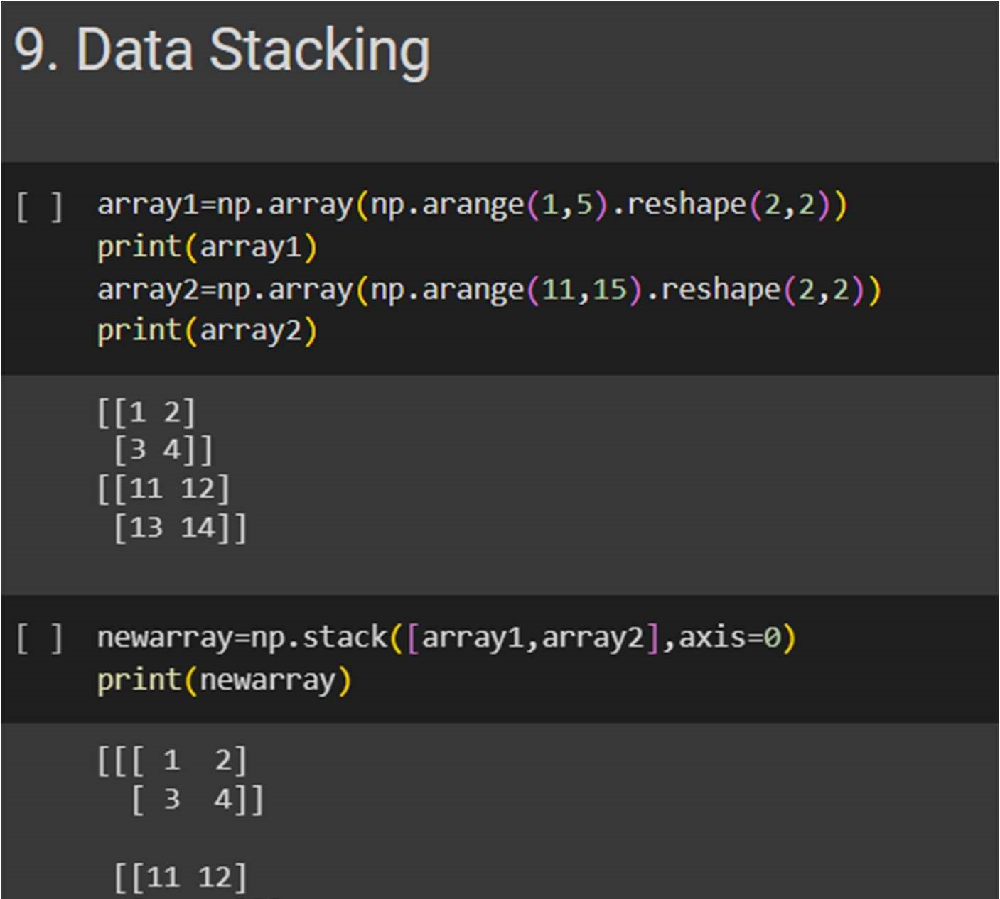 9. Data Stacking
[ ] array1=np.array(np.arange(1,5).reshape(2,2))
print(array1)
array2=np.array(np.arange(11,15).reshape(2,2))
print(array2)
[[1 2]
 [3 4]]
[[11 12]
 [13 14]]
[ ] newarray=np.stack([array1,array2],axis=0)
print(newarray)
[[[ 1  2]
  [ 3  4]]
 [[11 12]